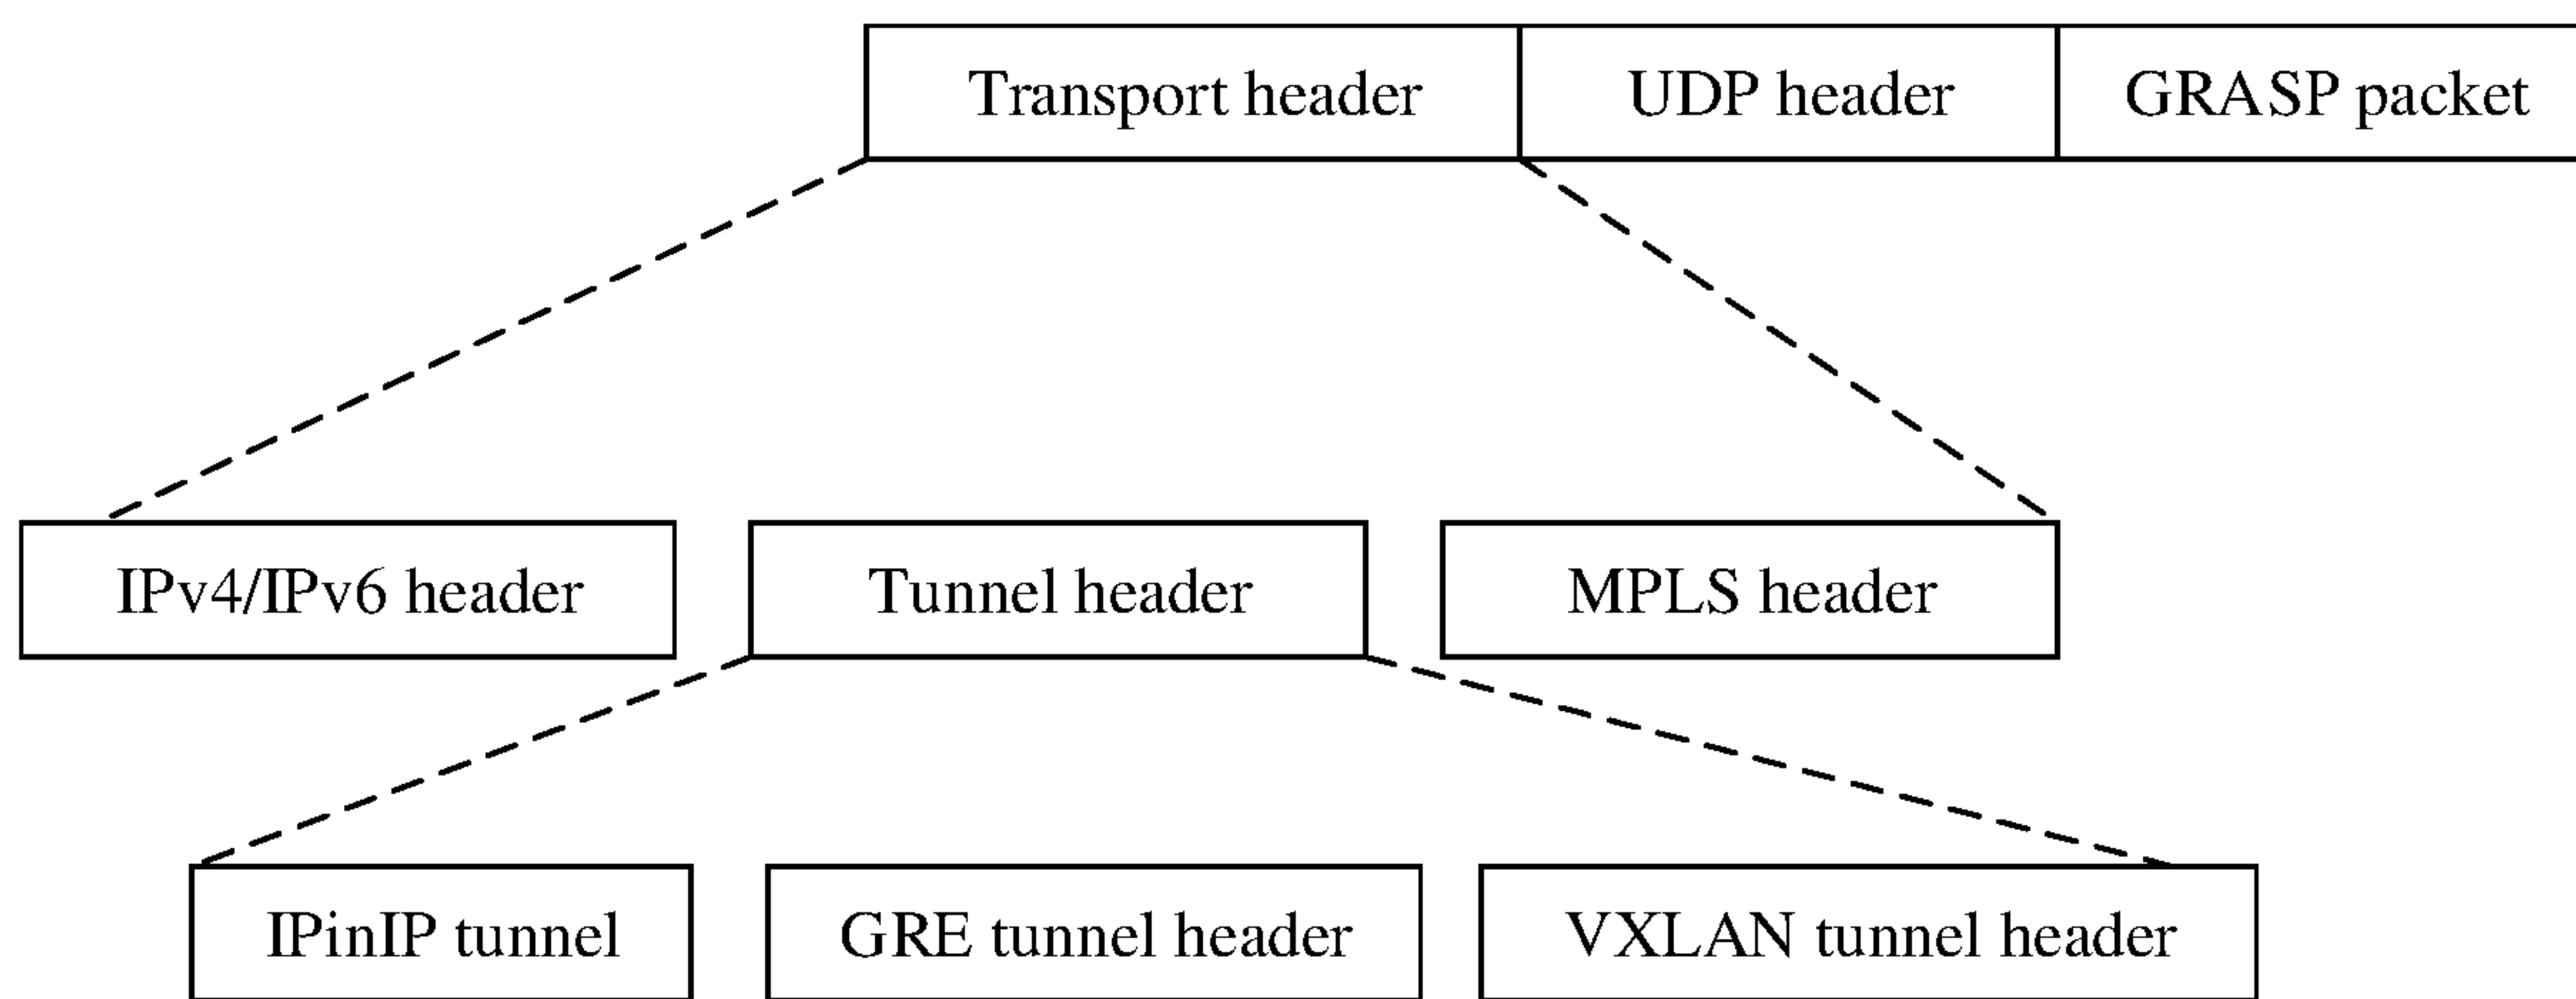 Transport header UDP header GRASP packet
IPv4/IPv6 header Tunnel header MPLS header
IPinIP tunnel GRE tunnel header VXLAN tunnel header